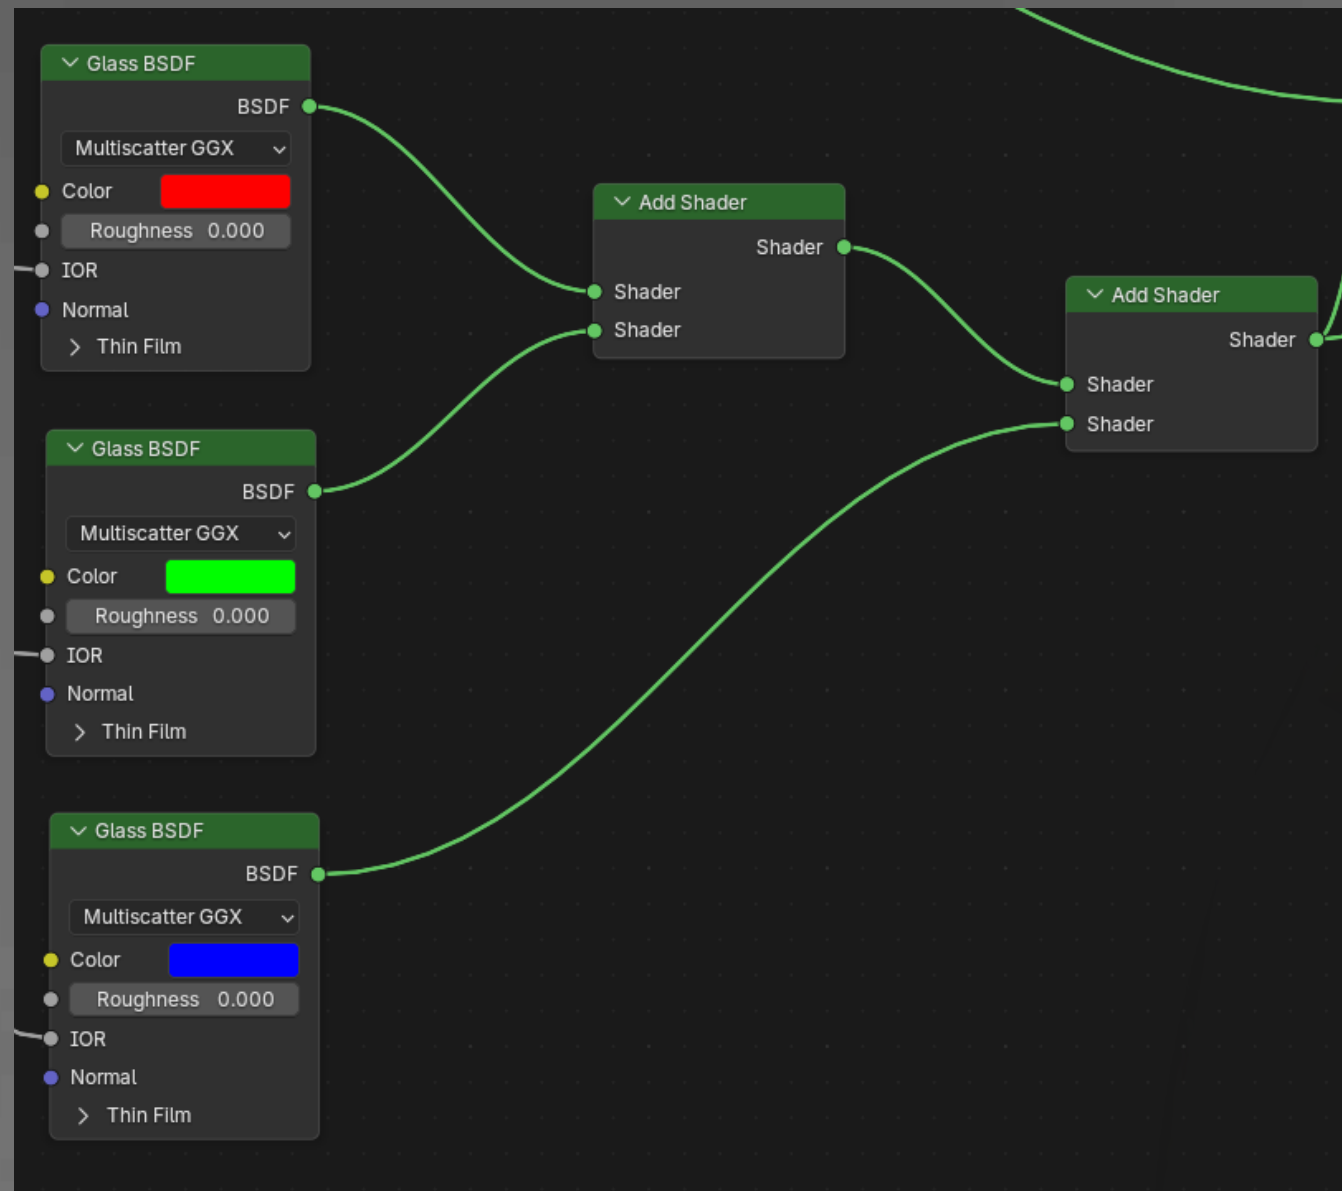 Glass BSDF
BSDF
Multiscatter GGX
Color
Roughness 0.000
IOR
Normal
Thin Film
Glass BSDF
BSDF
Multiscatter GGX
Color
Roughness 0.000
IOR
Normal
Thin Film
Glass BSDF
BSDF
Multiscatter GGX
Color
Roughness 0.000
IOR
Normal
Thin Film
Add Shader
Shader
Shader
Shader
Add Shader
Shader
Shader
Shader